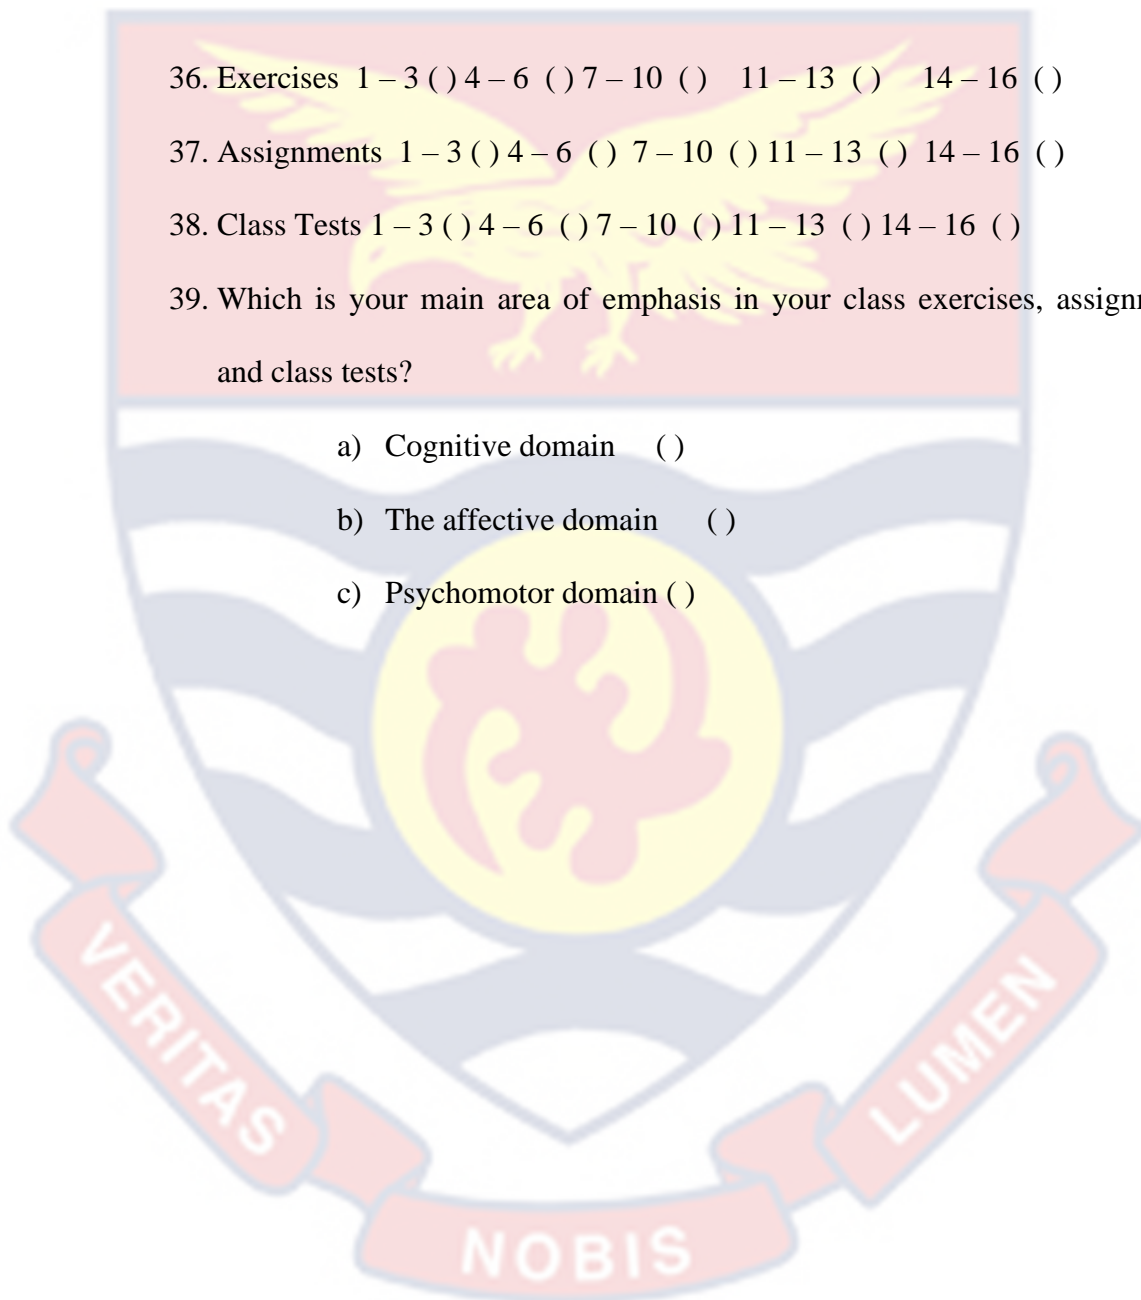 36. Exercises 1 – 3 ( ) 4 – 6 ( ) 7 – 10 ( ) 11 – 13 ( ) 14 – 16 ( )
37. Assignments 1 – 3 ( ) 4 – 6 ( ) 7 – 10 ( ) 11 – 13 ( ) 14 – 16 ( )
38. Class Tests 1 – 3 ( ) 4 – 6 ( ) 7 – 10 ( ) 11 – 13 ( ) 14 – 16 ( )
39. Which is your main area of emphasis in your class exercises,
and class tests?
a) Cognitive domain ( )
b) The affective domain ( )
c) Psychomotor domain ( )
VERITAS
NOBIS
LUMEN